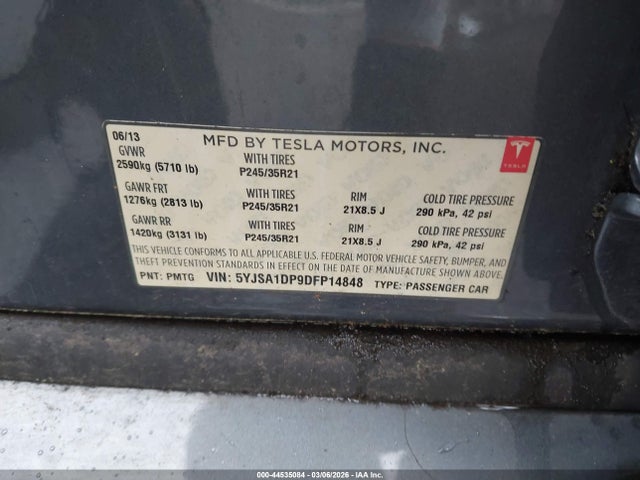 06/13
MFD BY TESLA MOTORS, INC.
TESLA
GVWR WITH TIRES
2590kg (5710 lb) P245/35R21
GAWR FRT WITH TIRES RIM COLD TIRE PRESSURE
1276kg (2813 lb) P245/35R21 21X8.5 J 290 kPa, 42 psi
GAWR RR WITH TIRES RIM COLD TIRE PRESSURE
1420kg (3131 lb) P245/35R21 21X8.5 J 290 kPa, 42 psi
THIS VEHICLE CONFORMS TO ALL APPLICABLE U.S. FEDERAL MOTOR VEHICLE SAFETY, BUMPER, AND
THEFT PREVENTION STANDARDS IN EFFECT ON THE DATE OF MANUFACTURE SHOWN ABOVE.
PNT: PMTG VIN: 5YJSA1DP9DFP14848 TYPE: PASSENGER CAR
000-44535084 | 03/06/2026 | IAA Inc.